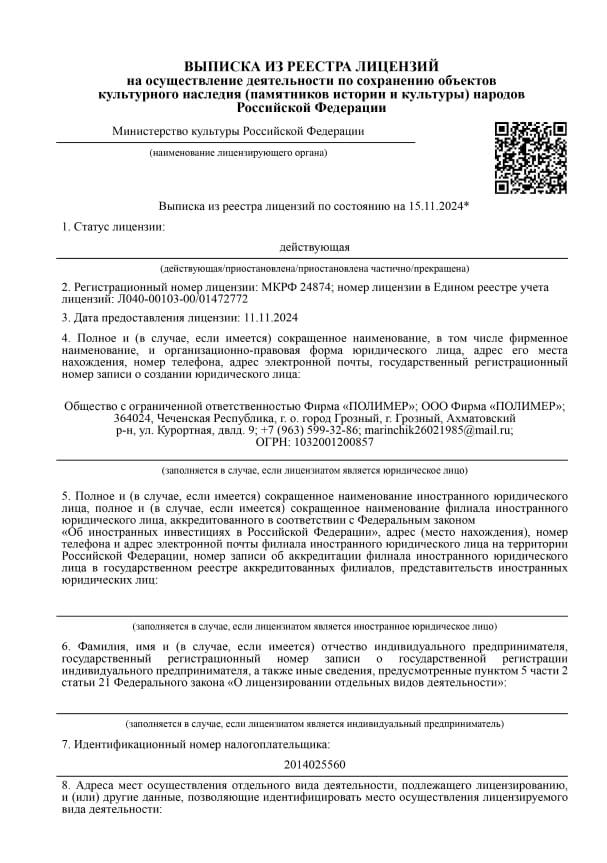 ВЫПИСКА ИЗ РЕЕСТРА ЛИЦЕНЗИЙ
на осуществление деятельности по сохранению объектов
культурного наследия (памятников истории и культуры) народов
Российской Федерации
Министерство культуры Российской Федерации
(наименование лицензирующего органа)
Выписка из реестра лицензий по состоянию на 15.11.2024*
1. Статус лицензии:
действующая
(действующая/приостановлена/приостановлена частично/прекращена)
2. Регистрационный номер лицензии: МКРФ 24874; номер лицензии в Едином реестре учета
лицензий: Л040-00103-00/01472772
3. Дата предоставления лицензии: 11.11.2024
4. Полное и (в случае, если имеется) сокращенное наименование, в том числе фирменное
наименование, и организационно-правовая форма юридического лица, адрес его места
нахождения, номер телефона, адрес электронной почты, государственный регистрационный
номер записи о создании юридического лица:
Общество с ограниченной ответственностью Фирма «ПОЛИМЕР»; ООО Фирма «ПОЛИМЕР»;
364024, Чеченская Республика, г. о. город Грозный, г. Грозный, Ахматовский
р-н, ул. Курортная, двлд. 9; +7 (963) 599-32-86; marinchik26021985@mail.ru;
ОГРН: 1032001200857
(заполняется в случае, если лицензиатом является юридическое лицо)
5. Полное и (в случае, если имеется) сокращенное наименование иностранного юридического
лица, полное и (в случае, если имеется) сокращенное наименование филиала иностранного
юридического лица, аккредитованного в соответствии с Федеральным законом
«Об иностранных инвестициях в Российской Федерации», адрес (место нахождения), номер
телефона и адрес электронной почты филиала иностранного юридического лица на территории
Российской Федерации, номер записи об аккредитации филиала иностранного юридического
лица в государственном реестре аккредитованных филиалов, представительств иностранных
юридических лиц:
(заполняется в случае, если лицензиатом является иностранное юридическое лицо)
6. Фамилия, имя и (в случае, если имеется) отчество индивидуального предпринимателя,
государственный регистрационный номер записи о государственной регистрации
индивидуального предпринимателя, а также иные сведения, предусмотренные пунктом 5 части 2
статьи 21 Федерального закона «О лицензировании отдельных видов деятельности»:
(заполняется в случае, если лицензиатом является индивидуальный предприниматель)
7. Идентификационный номер налогоплательщика:
2014025560
8. Адреса мест осуществления отдельного вида деятельности, подлежащего лицензированию,
и (или) другие данные, позволяющие идентифицировать место осуществления лицензируемого
вида деятельности: